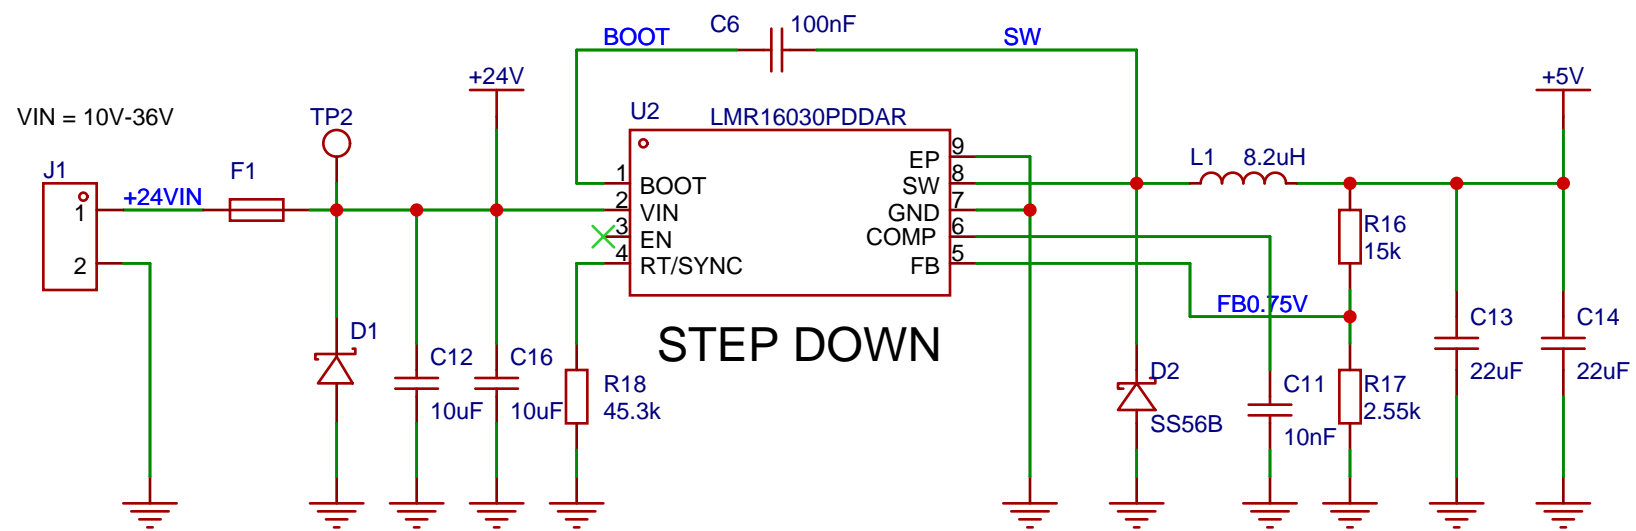 C6 100nF
BOOT SW
+24V +5V
VIN = 10V-36V
TP2
U2 LMR16030PDDAR
J1
F1
+24VIN
1
2
1 BOOT
2 VIN
3 EN
4 RT/SYNC
EP 9
SW 8
GND 7
COMP 6
FB 5
L1 8.2uH
R16
15k
FB0.75V
STEP DOWN
D1
C12
10uF
C16
10uF
R18
45.3k
D2
SS56B
C11
10nF
R17
2.55k
C13
22uF
C14
22uF